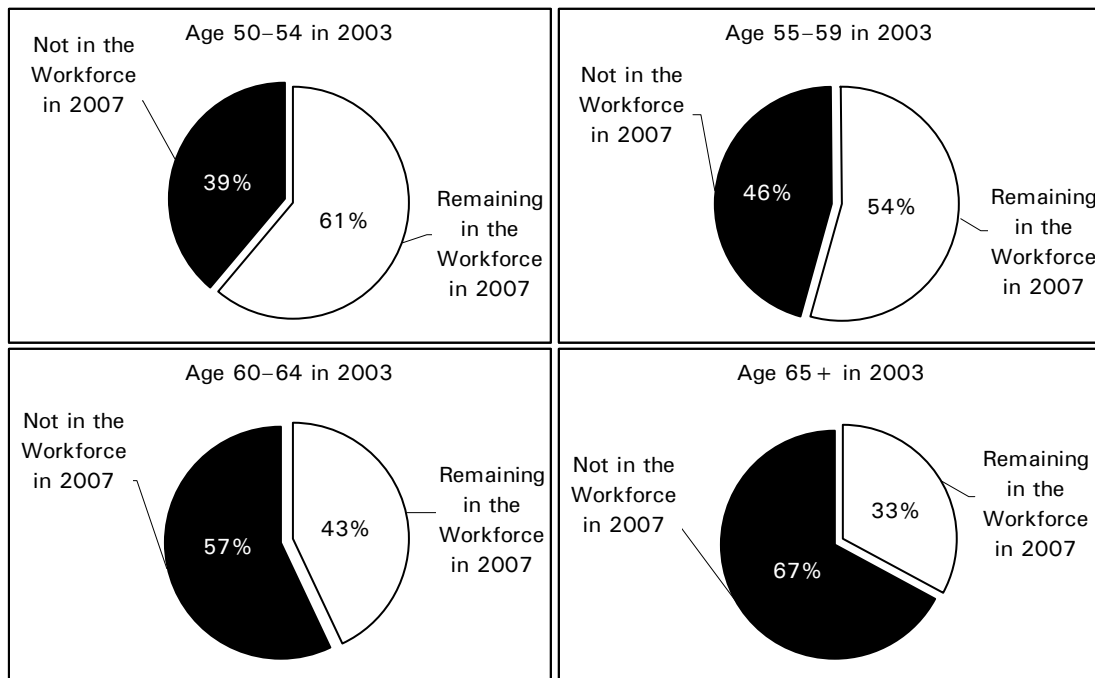 Age 50–54 in 2003
Not in the
Workforce
in 2007
39%
61%
Remaining
in the
Workforce
in 2007
Age 55–59 in 2003
Not in the
Workforce
in 2007
46%
54%
Remaining
in the
Workforce
in 2007
Age 60–64 in 2003
Not in the
Workforce
in 2007
57%
43%
Remaining
in the
Workforce
in 2007
Age 65+ in 2003
Not in the
Workforce
in 2007
67%
33%
Remaining
in the
Workforce
in 2007